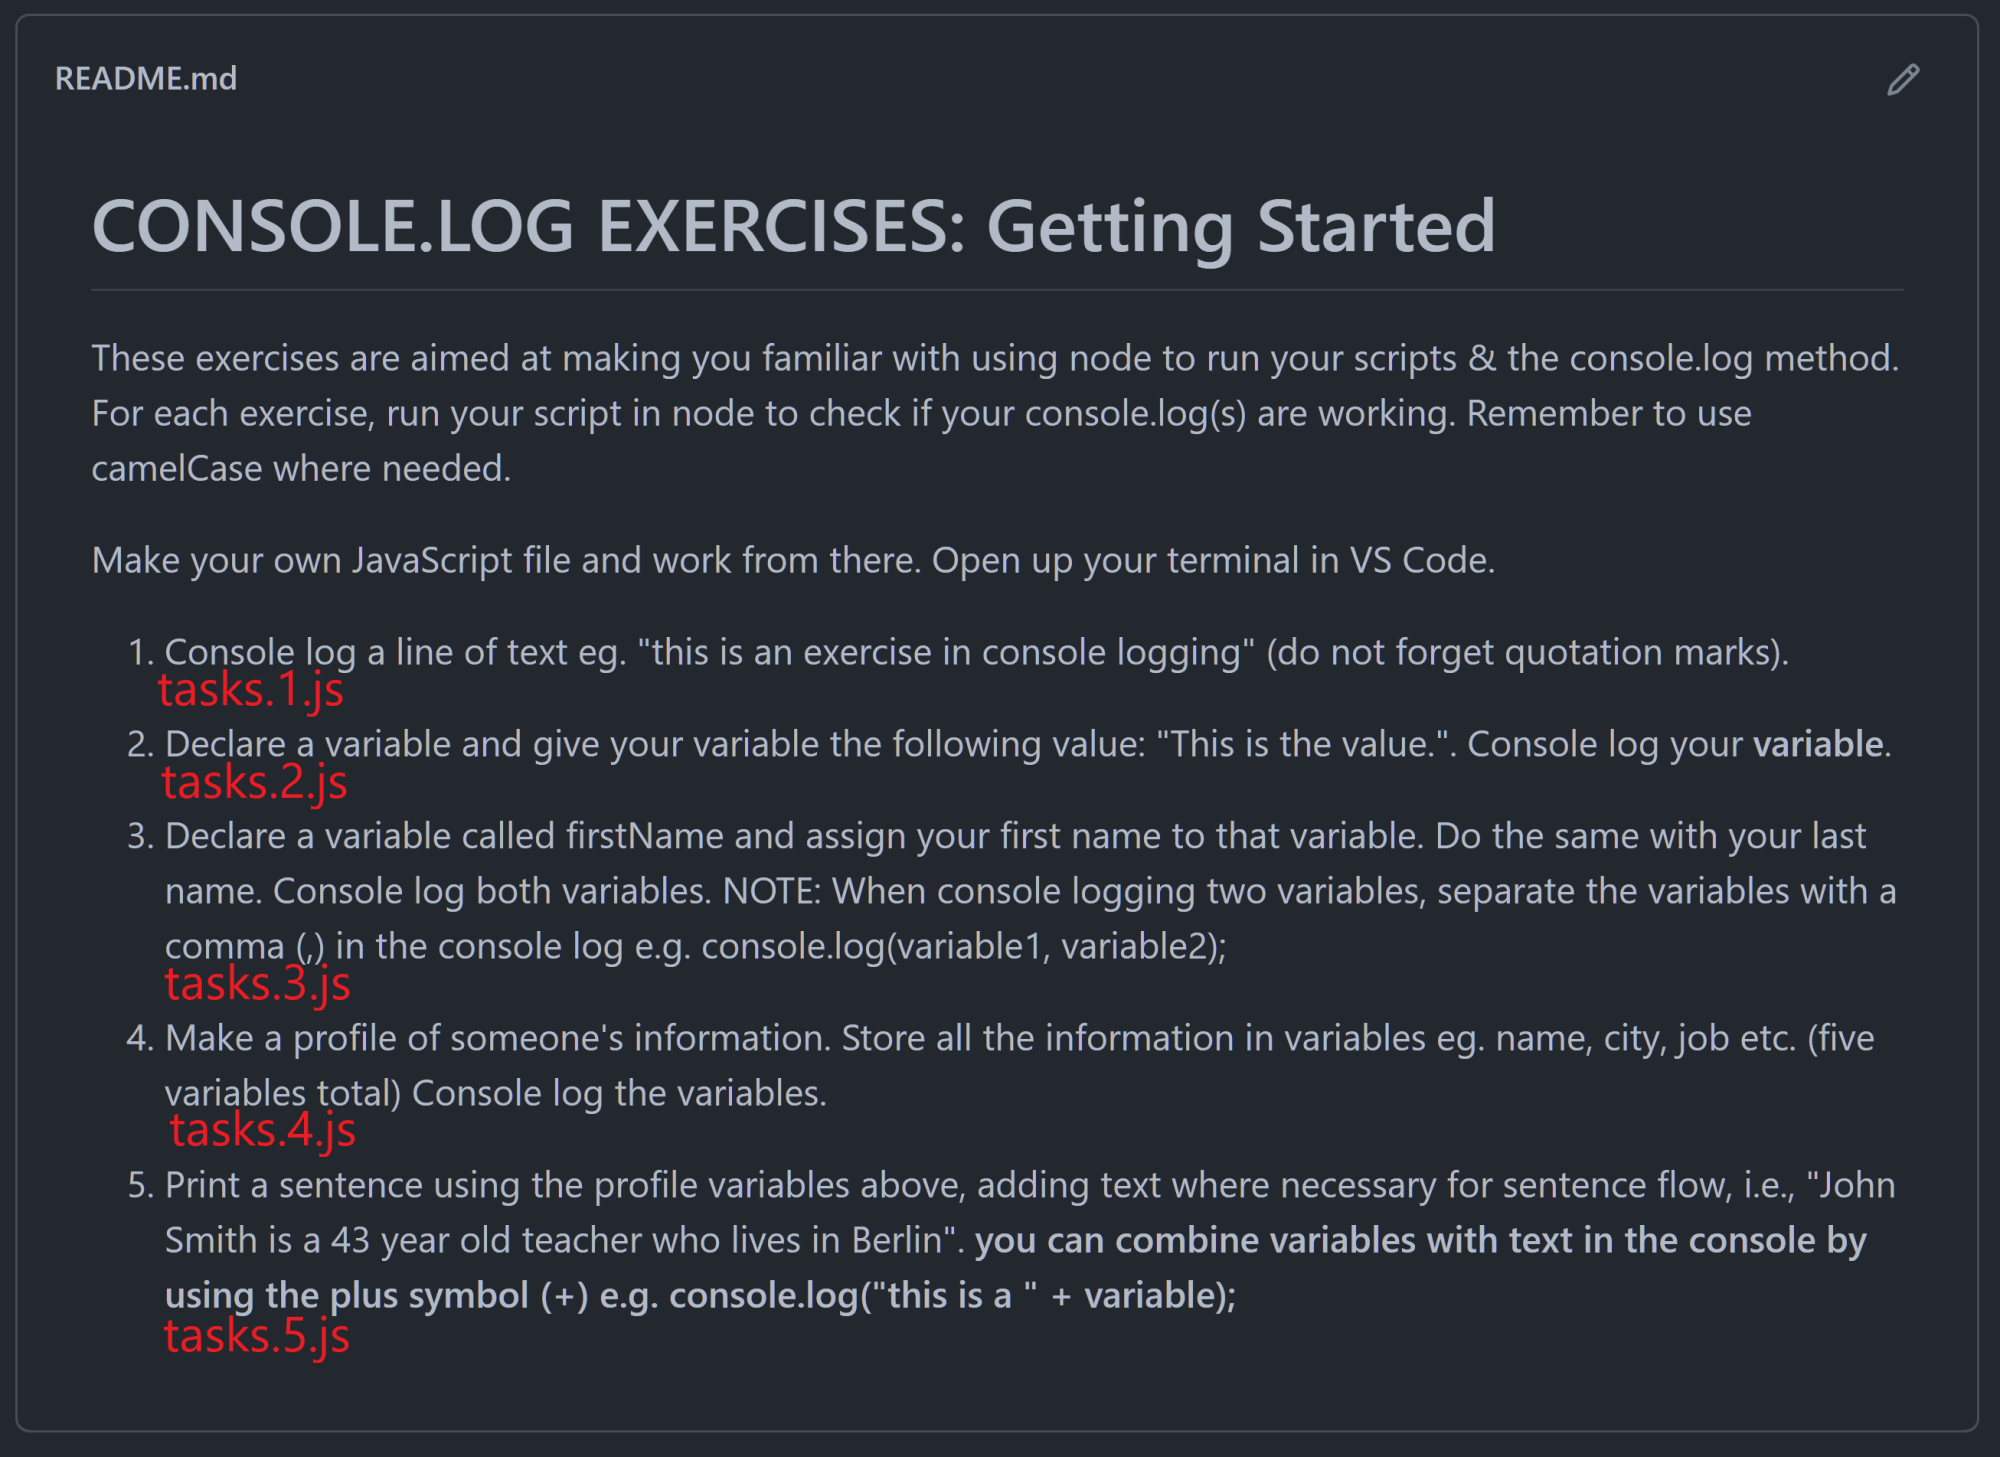 README.md
CONSOLE.LOG EXERCISES: Getting Started
These exercises are aimed at making you familiar with using node to run your scripts & the console.log method.
For each exercise, run your script in node to check if your console.log(s) are working. Remember to use
camelCase where needed.
Make your own JavaScript file and work from there. Open up your terminal in VS Code.
1. Console log a line of text eg. "this is an exercise in console logging" (do not forget quotation marks).
tasks.1.js
2. Declare a variable and give your variable the following value: "This is the value.". Console log your variable.
tasks.2.js
3. Declare a variable called firstName and assign your first name to that variable. Do the same with your last
name. Console log both variables. NOTE: When console logging two variables, separate the variables with a
comma (,) in the console log e.g. console.log(variable1, variable2);
tasks.3.js
4. Make a profile of someone's information. Store all the information in variables eg. name, city, job etc. (five
variables total) Console log the variables.
tasks.4.js
5. Print a sentence using the profile variables above, adding text where necessary for sentence flow, i.e., "John
Smith is a 43 year old teacher who lives in Berlin". you can combine variables with text in the console by
using the plus symbol (+) e.g. console.log("this is a " + variable);
tasks.5.js